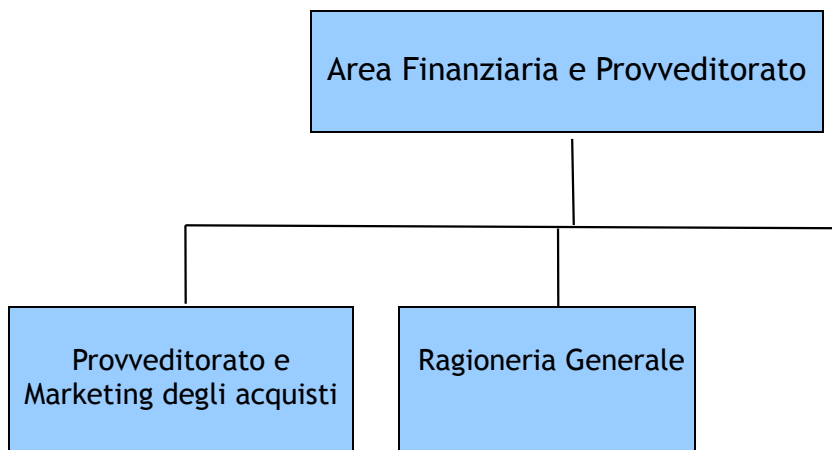 Area Finanziaria e Provveditorato
Provveditorato e
Marketing degli acquisti
Ragioneria Generale